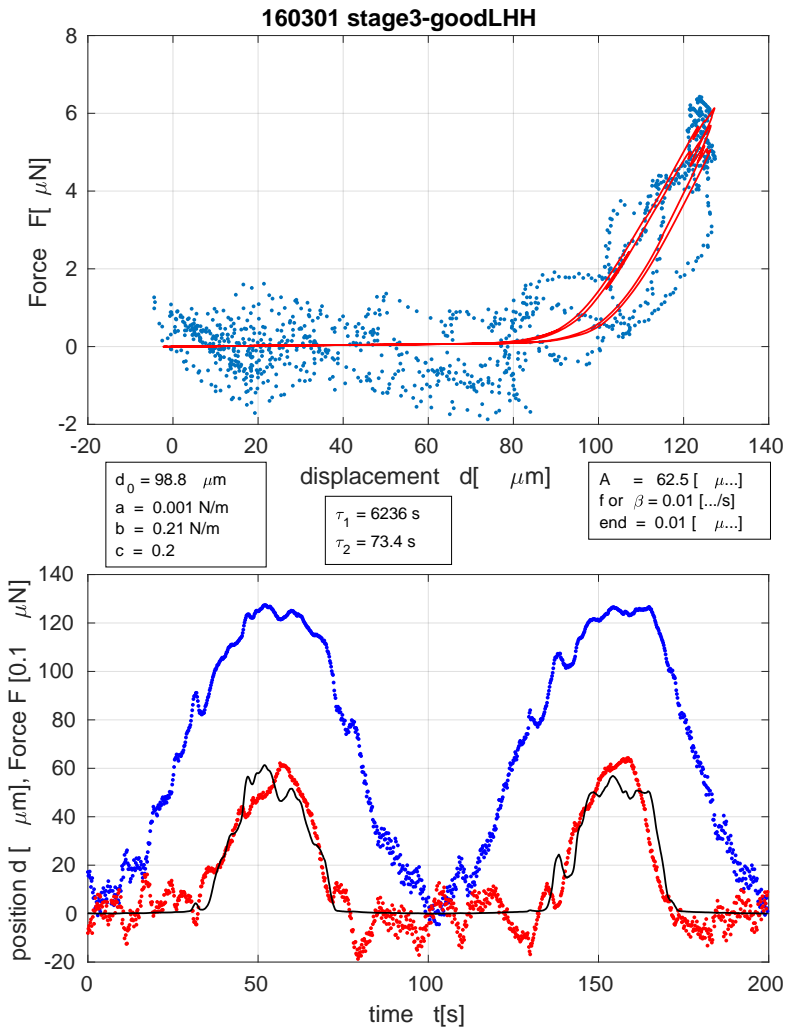 160301 stage3-goodLHH
8
6
4
2
0
-2
Force F[ μN]
-20 0 20 40 60 80 100 120 140
displacement d[ μm]
d0 = 98.8 μm
a = 0.001 N/m
b = 0.21 N/m
c = 0.2
τ1 = 6236 s
τ2 = 73.4 s
A = 62.5 [ μ...]
f or β = 0.01 [.../s]
end = 0.01 [ μ...]
140
120
100
80
60
40
20
0
-20
position d [ μm], Force F [0.1 μN]
0 50 100 150 200
time t[s]